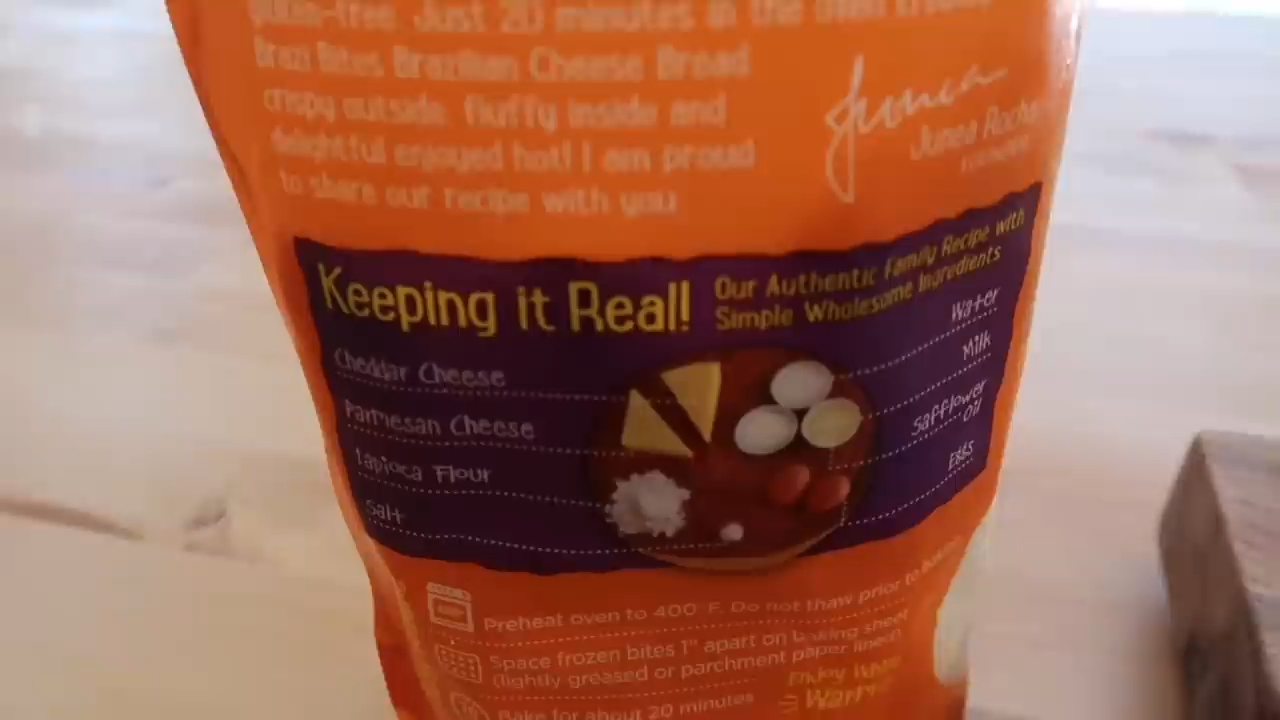 -free. Just 20 minutes in the oven
Brazi Bites Brazilian Cheese Bread
crispy outside, fluffy inside and
delightful enjoyed hot! I am proud
to share our recipe with you
Junea
Junea Rocha
FOUNDER
Keeping it Real!
Our Authentic Family Recipe with
Simple Wholesome Ingredients
Cheddar Cheese
Parmesan Cheese
Tapioca Flour
Salt
Water
Milk
Safflower
Oil
Eggs
Preheat oven to 400°F. Do not thaw prior to baking
Space frozen bites 1" apart on baking sheet
(lightly greased or parchment paper lined)
Bake for about 20 minutes
Enjoy
Warm